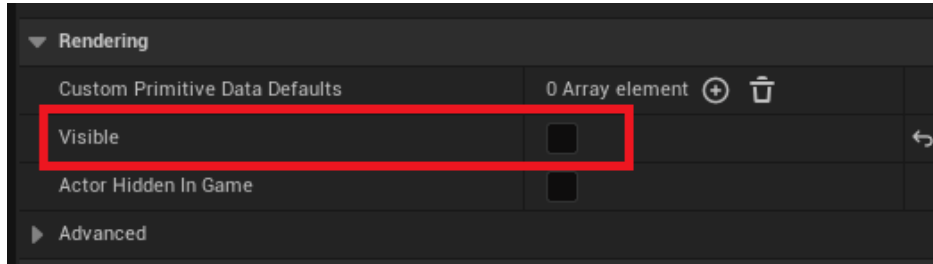 Rendering
Custom Primitive Data Defaults 0 Array element
Visible
Actor Hidden In Game
Advanced